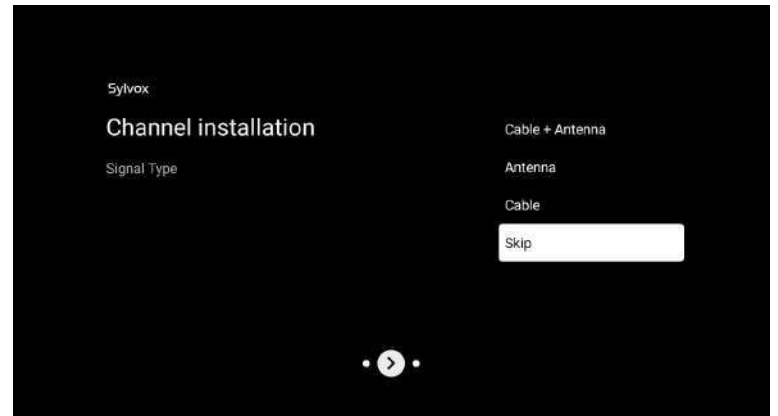 Sylvox
Channel installation
Signal Type
Cable + Antenna
Antenna
Cable
Skip